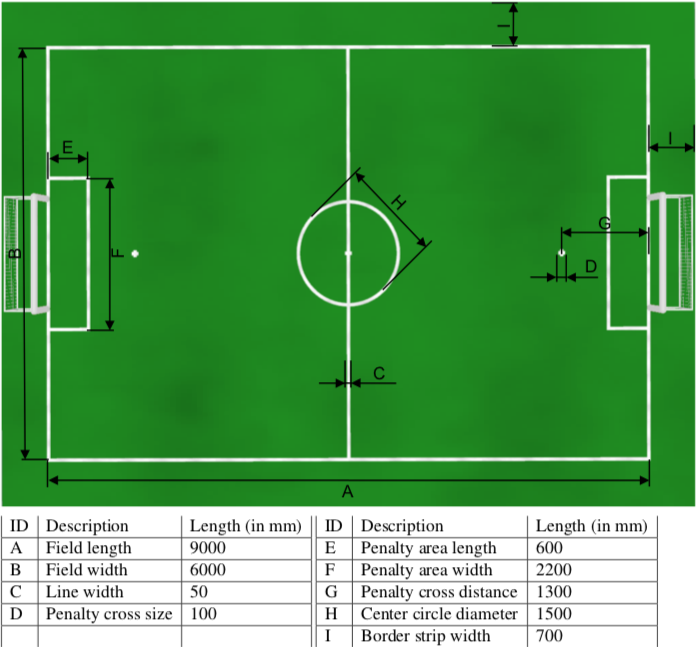 I
I
E
H
G
B
F
D
C
A
ID Description Length (in mm) ID Description Length (in mm)
A Field length 9000 E Penalty area length 600
B Field width 6000 F Penalty area width 2200
C Line width 50 G Penalty cross distance 1300
D Penalty cross size 100 H Center circle diameter 1500
I Border strip width 700